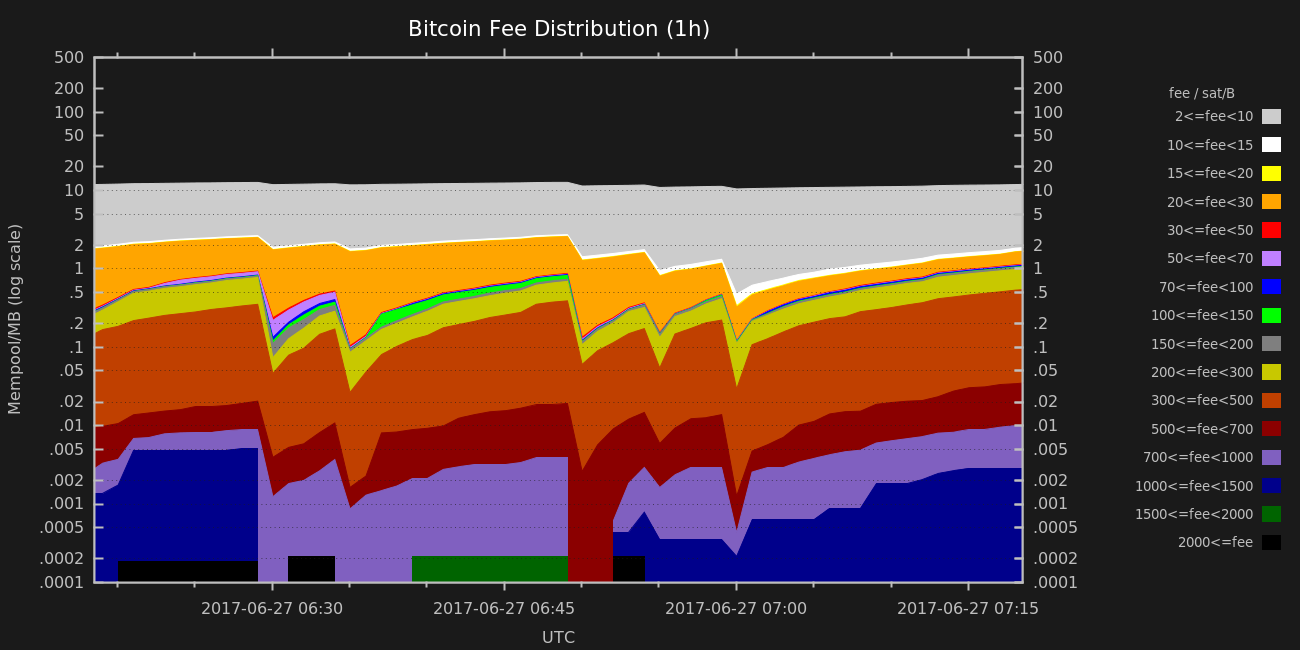 Bitcoin Fee Distribution (1h)
500
200
100
50
20
10
5
2
1
.5
.2
.1
.05
.02
.01
.005
.002
.001
.0005
.0002
.0001
Mempool/MB (log scale)
500
200
100
50
20
10
5
2
1
.5
.2
.1
.05
.02
.01
.005
.002
.001
.0005
.0002
.0001
2017-06-27 06:30 2017-06-27 06:45 2017-06-27 07:00 2017-06-27 07:15
UTC
fee / sat/B
2<=fee<10
10<=fee<15
15<=fee<20
20<=fee<30
30<=fee<50
50<=fee<70
70<=fee<100
100<=fee<150
150<=fee<200
200<=fee<300
300<=fee<500
500<=fee<700
700<=fee<1000
1000<=fee<1500
1500<=fee<2000
2000<=fee